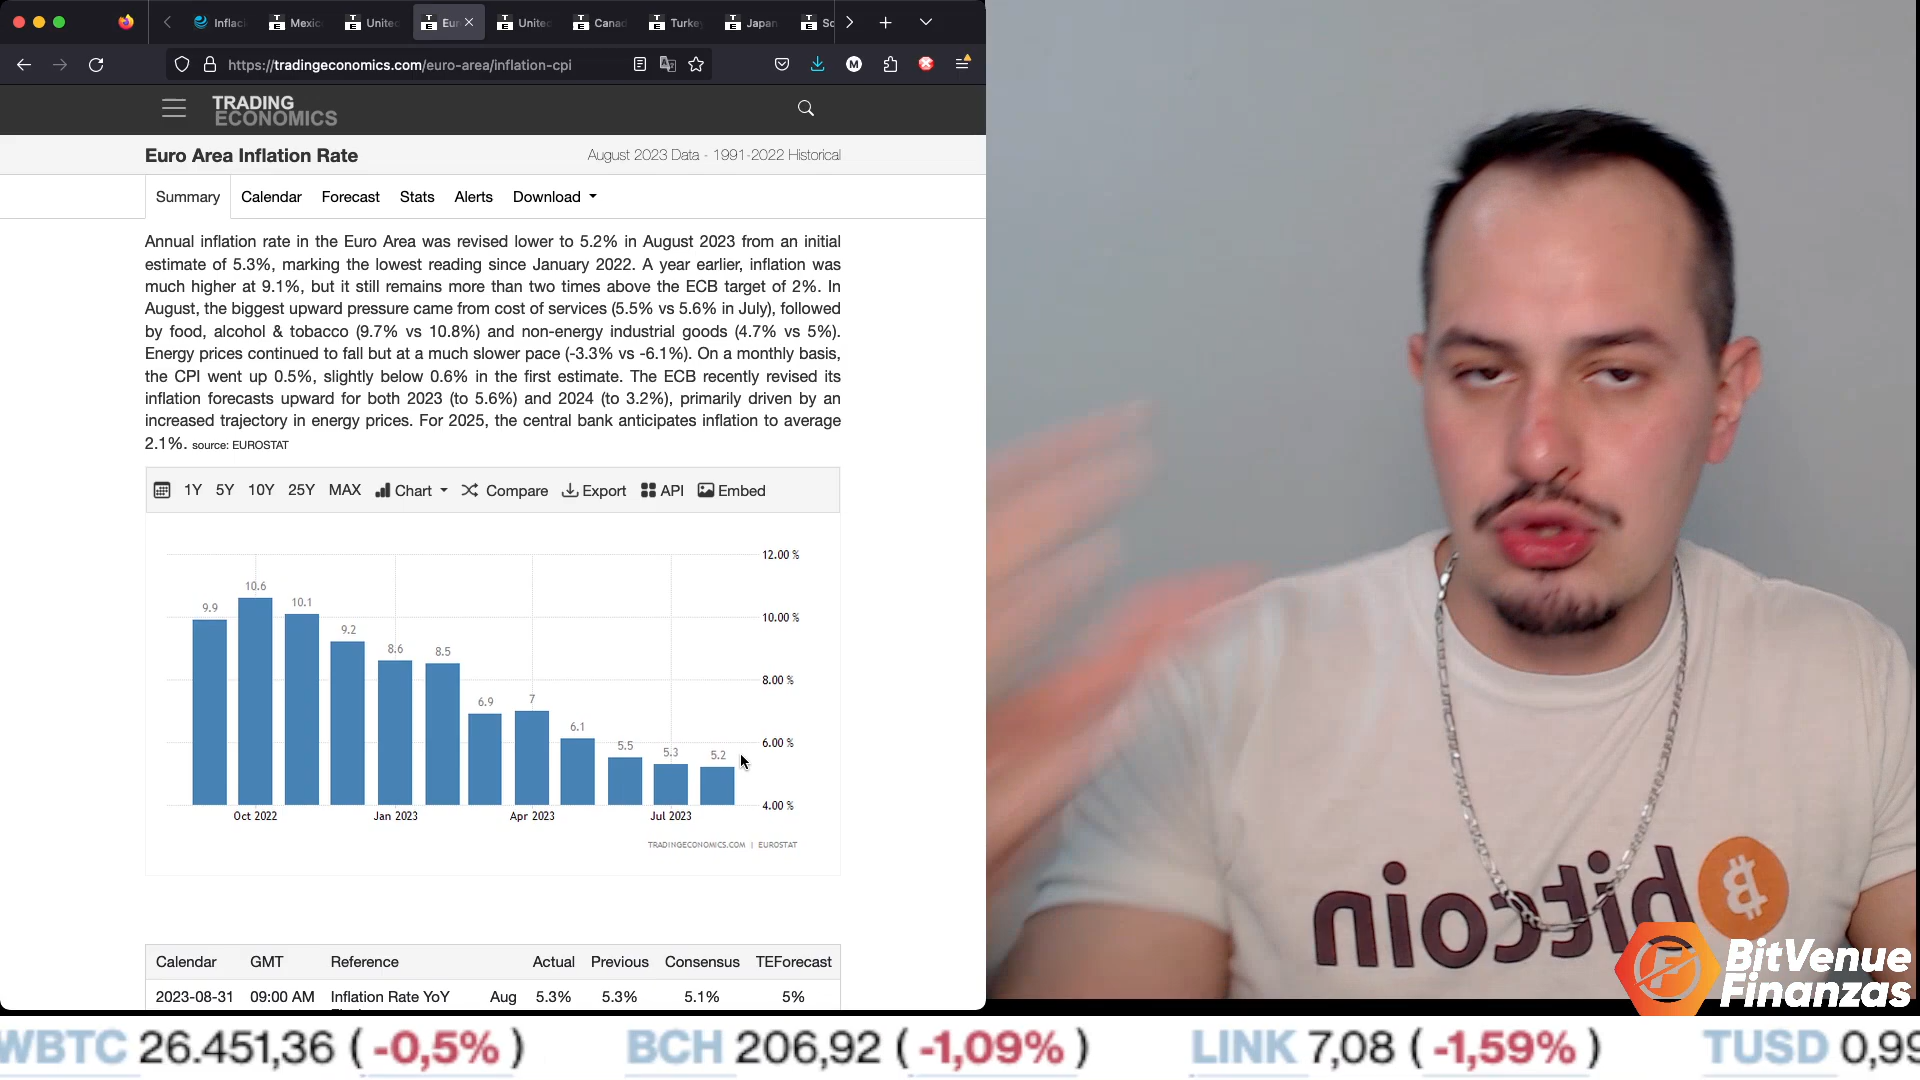 Inflaci
Mexic
United
Eur
United
Canad
Turkey
Japan
So
https://tradingeconomics.com/euro-area/inflation-cpi
M
TRADING
ECONOMICS
Euro Area Inflation Rate
August 2023 Data - 1991-2022 Historical
Summary Calendar Forecast Stats Alerts Download
Annual inflation rate in the Euro Area was revised lower to 5.2% in August 2023 from an initial
estimate of 5.3%, marking the lowest reading since January 2022. A year earlier, inflation was
much higher at 9.1%, but it still remains more than two times above the ECB target of 2%. In
August, the biggest upward pressure came from cost of services (5.5% vs 5.6% in July), followed
by food, alcohol & tobacco (9.7% vs 10.8%) and non-energy industrial goods (4.7% vs 5%).
Energy prices continued to fall but at a much slower pace (-3.3% vs -6.1%). On a monthly basis,
the CPI went up 0.5%, slightly below 0.6% in the first estimate. The ECB recently revised its
inflation forecasts upward for both 2023 (to 5.6%) and 2024 (to 3.2%), primarily driven by an
increased trajectory in energy prices. For 2025, the central bank anticipates inflation to average
2.1%. source: EUROSTAT
1Y 5Y 10Y 25Y MAX Chart Compare Export API Embed
12.00 %
10.00 %
8.00 %
6.00 %
4.00 %
9.9
10.6
10.1
9.2
8.6
8.5
6.9
7
6.1
5.5
5.3
5.2
Oct 2022 Jan 2023 Apr 2023 Jul 2023
TRADINGECONOMICS.COM | EUROSTAT
Calendar GMT Reference Actual Previous Consensus TEForecast
2023-08-31 09:00 AM Inflation Rate YoY Aug 5.3% 5.3% 5.1% 5%
bitcoin
BitVenue
Finanzas
WBTC 26.451,36 ( -0,5% ) BCH 206,92 ( -1,09% ) LINK 7,08 ( -1,59% ) TUSD 0,99